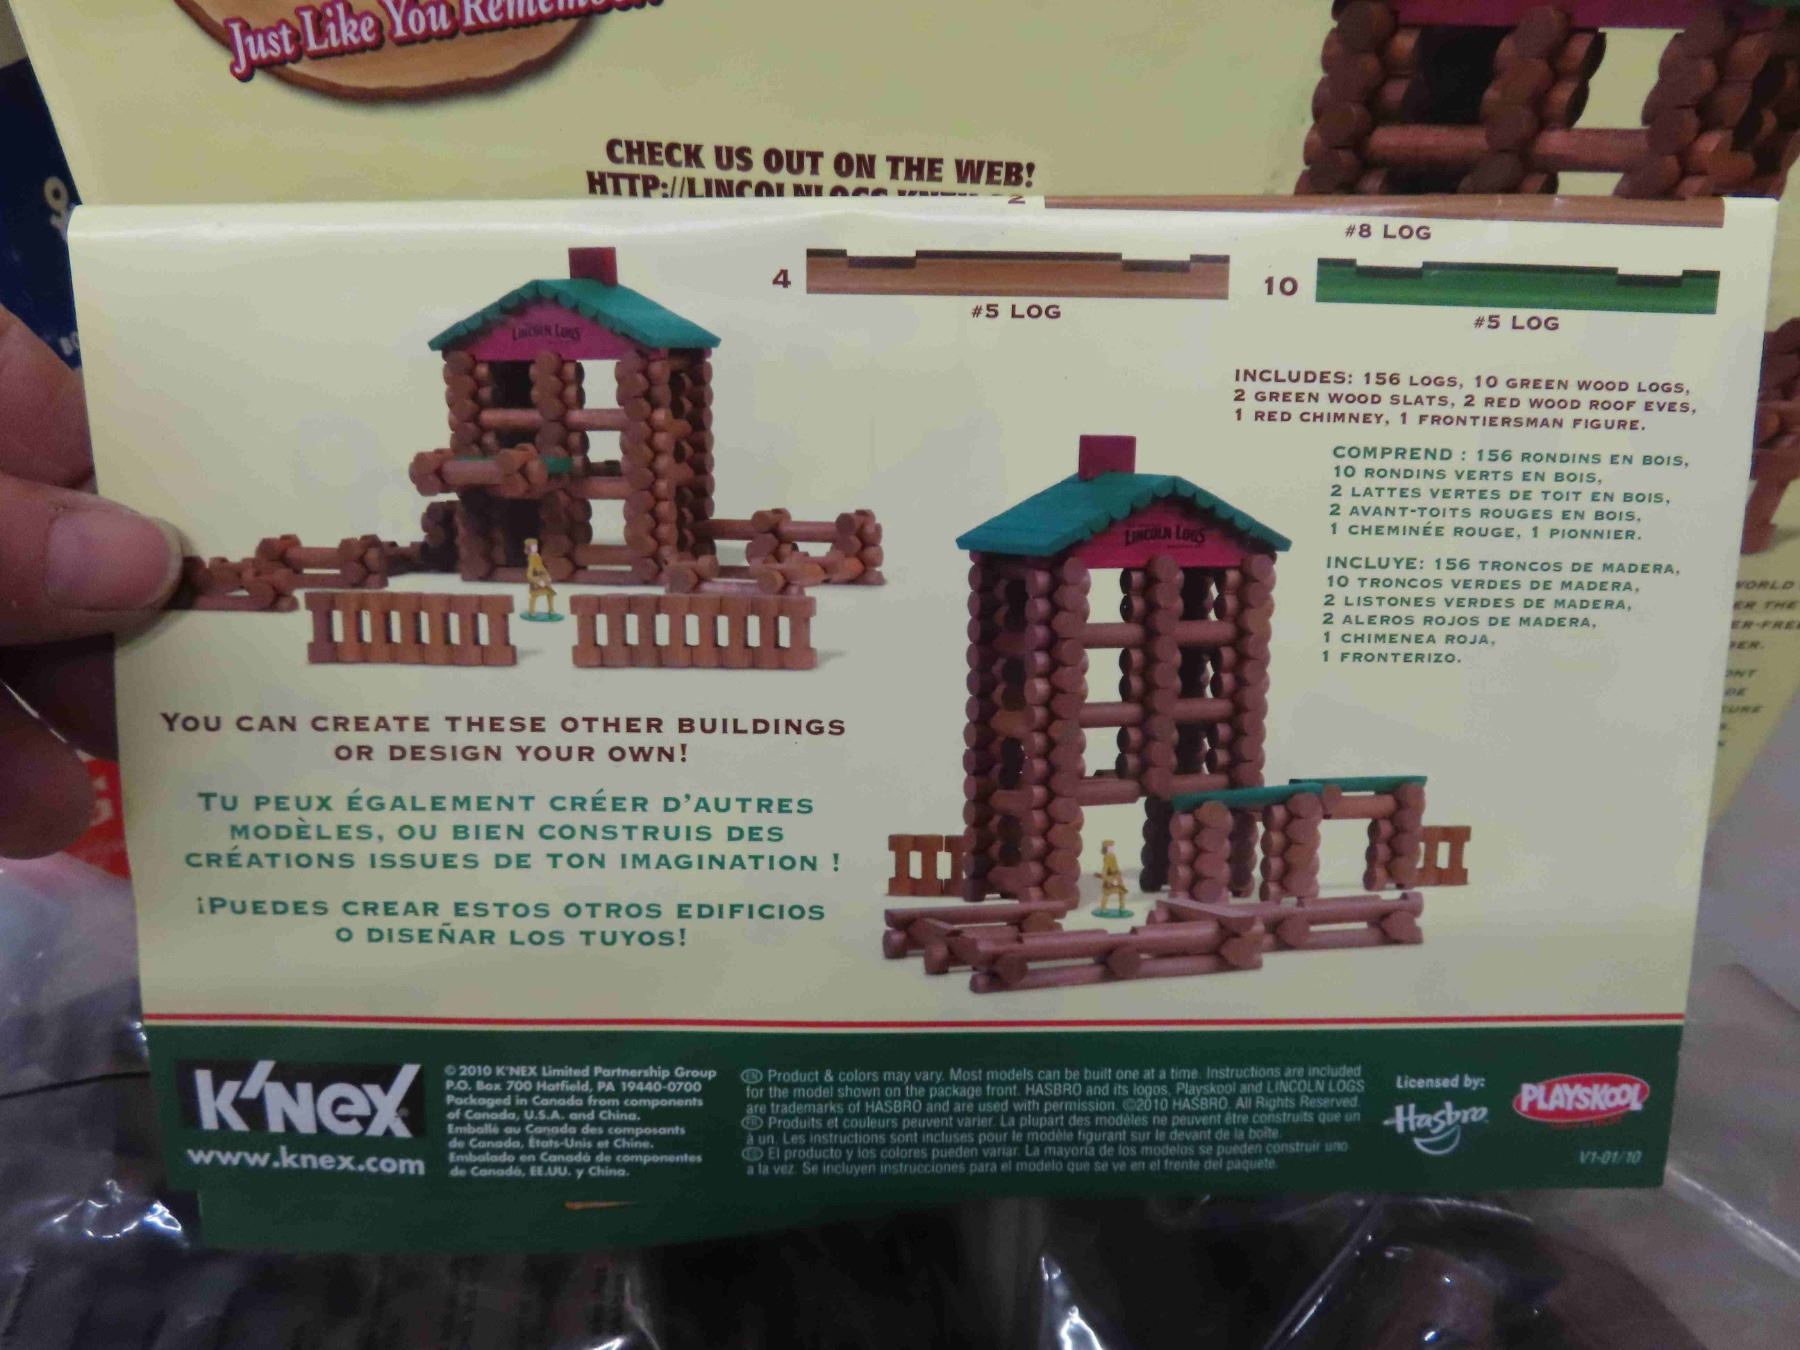 Just Like You Remember!
CHECK US OUT ON THE WEB!
#8 LOG
4
#5 LOG
10
#5 LOG
LINCOLN LOGS
INCLUDES: 156 LOGS, 10 GREEN WOOD LOGS,
2 GREEN WOOD SLATS, 2 RED WOOD ROOF EVES,
1 RED CHIMNEY, 1 FRONTIERSMAN FIGURE.
COMPREND : 156 RONDINS EN BOIS,
10 RONDINS VERTS EN BOIS,
2 LATTES VERTES DE TOIT EN BOIS,
2 AVANT-TOITS ROUGES EN BOIS,
1 CHEMINÉE ROUGE, 1 PIONNIER.
LINCOLN LOGS
INCLUYE: 156 TRONCOS DE MADERA,
10 TRONCOS VERDES DE MADERA,
2 LISTONES VERDES DE MADERA,
2 ALEROS ROJOS DE MADERA,
1 CHIMENEA ROJA,
1 FRONTERIZO.
YOU CAN CREATE THESE OTHER BUILDINGS
OR DESIGN YOUR OWN!
TU PEUX ÉGALEMENT CRÉER D'AUTRES
MODÈLES, OU BIEN CONSTRUIS DES
CRÉATIONS ISSUES DE TON IMAGINATION !
¡PUEDES CREAR ESTOS OTROS EDIFICIOS
O DISEÑAR LOS TUYOS!
K'NEX
www.knex.com
© 2010 K'NEX Limited Partnership Group
P.O. Box 700 Hatfield, PA 19440-0700
Packaged in Canada from components
of Canada, U.S.A. and China.
Emballé au Canada des composants
de Canada, États-Unis et Chine.
Embalado en Canadá de componentes
de Canadá, EE.UU. y China.
EN Product & colors may vary. Most models can be built one at a time. Instructions are included
for the model shown on the package front. HASBRO and its logos, Playskool and LINCOLN LOGS
are trademarks of HASBRO and are used with permission. ©2010 HASBRO. All Rights Reserved.
FR Produits et couleurs peuvent varier. La plupart des modèles ne peuvent être construits que un
à un. Les instructions sont incluses pour le modèle figurant sur le devant de la boîte.
ES El producto y los colores pueden variar. La mayoría de los modelos se pueden construir uno
a la vez. Se incluyen instrucciones para el modelo que se ve en el frente del paquete.
Licensed by:
Hasbro
PLAYSKOOL
V1-01/10